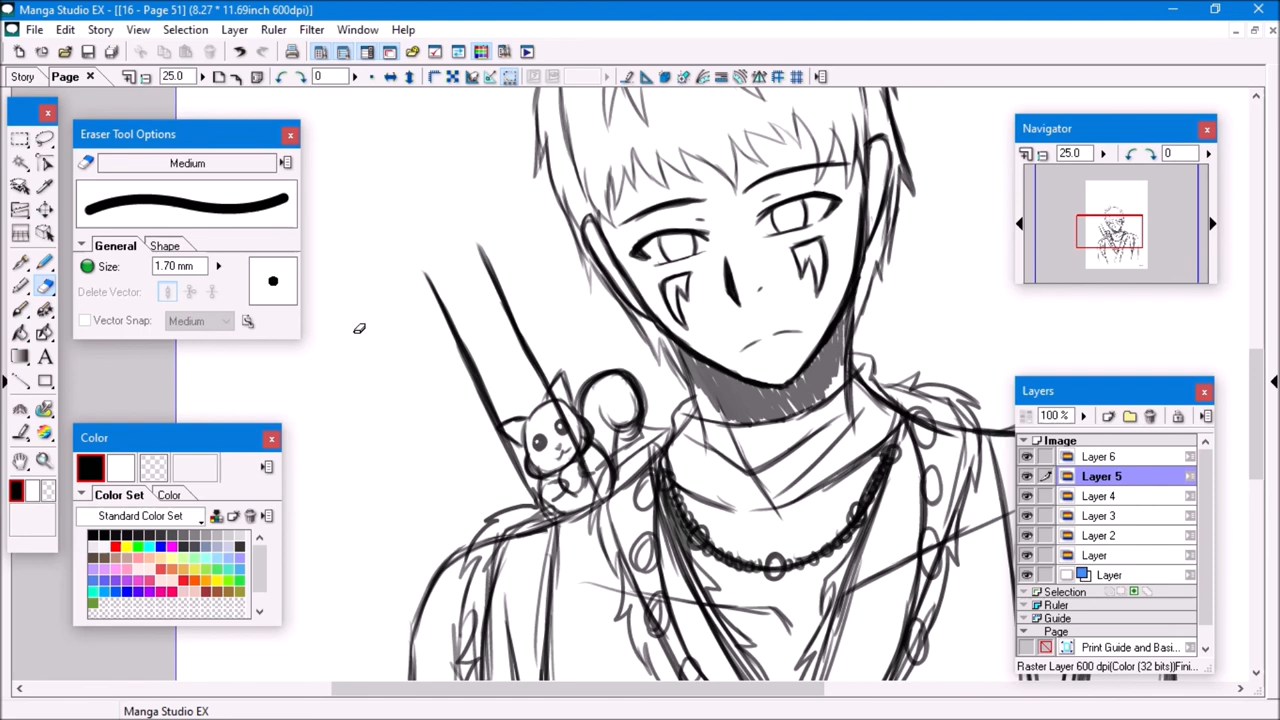 Manga Studio EX - [[16 - Page 51] (8.27 * 11.69inch 600dpi)]
File Edit Story View Selection Layer Ruler Filter Window Help
Story Page 25.0 0
Eraser Tool Options
Medium
General Shape
Size: 1.70 mm
Delete Vector:
Vector Snap: Medium
Color
Color Set Color
Standard Color Set
Navigator
25.0 0
Layers
100 %
Image
Layer 6
Layer 5
Layer 4
Layer 3
Layer 2
Layer
Layer
Selection
Ruler
Guide
Page
Print Guide and Basi...
Raster Layer 600 dpi(Color (32 bits))Fini...
Manga Studio EX